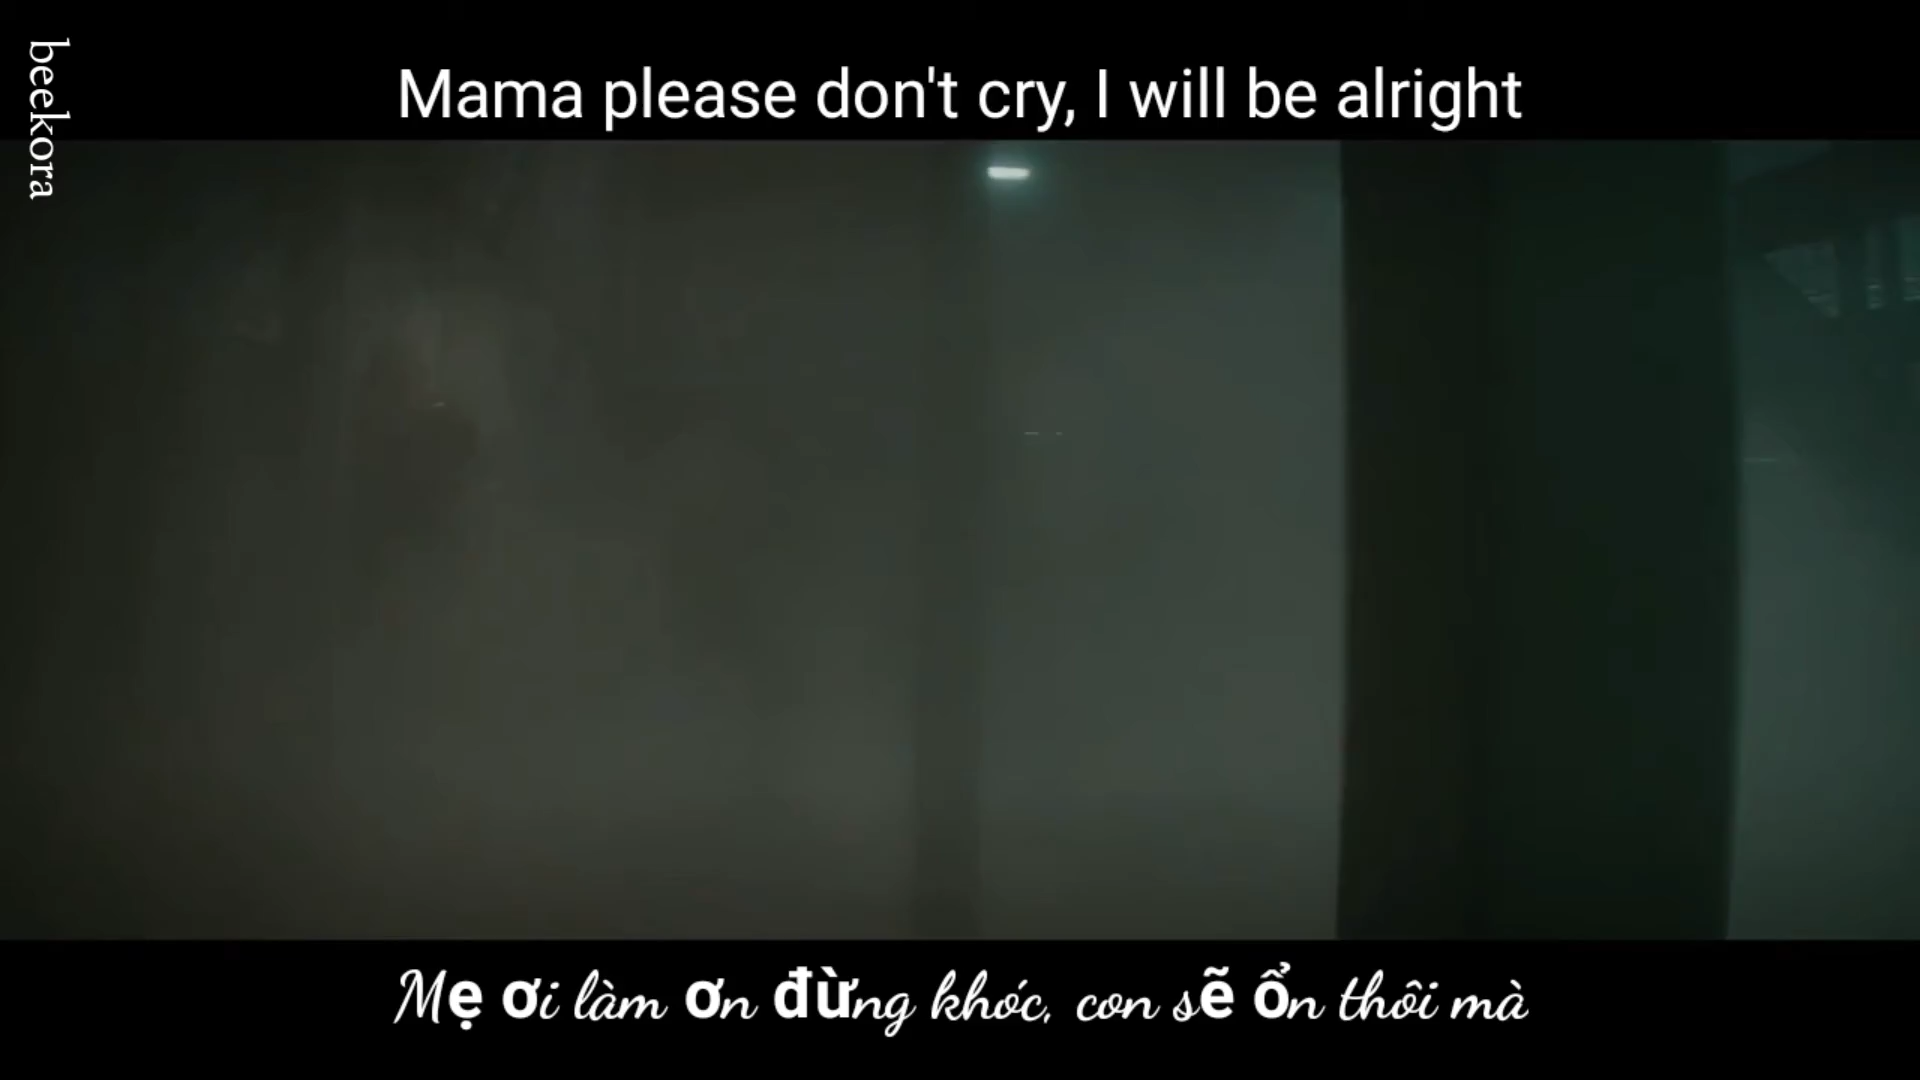 beekora
Mama please don't cry, I will be alright
Mẹ ơi làm ơn đừng khóc, con sẽ ổn thôi mà